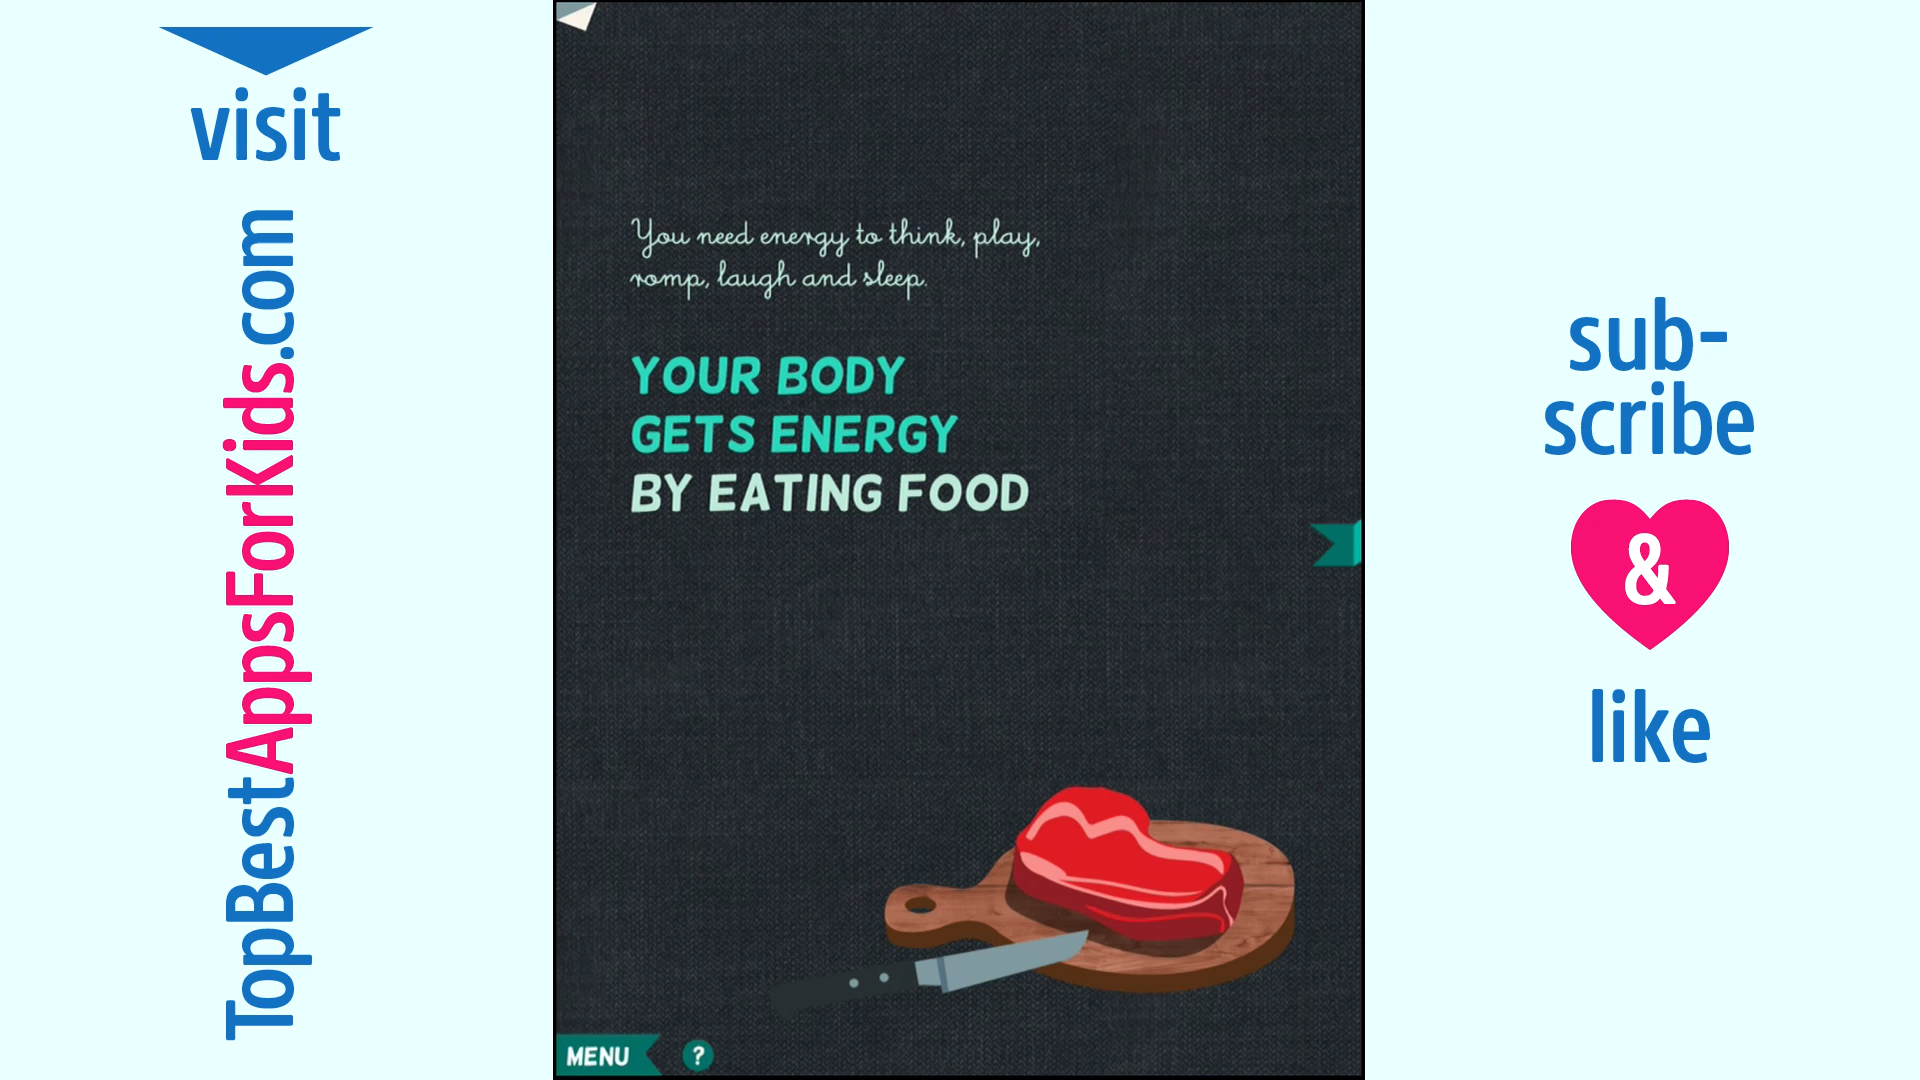 visit
TopBestAppsForKids.com
You need energy to think, play,
romp, laugh and sleep.
YOUR BODY
GETS ENERGY
BY EATING FOOD
MENU
?
sub-
scribe
&
like